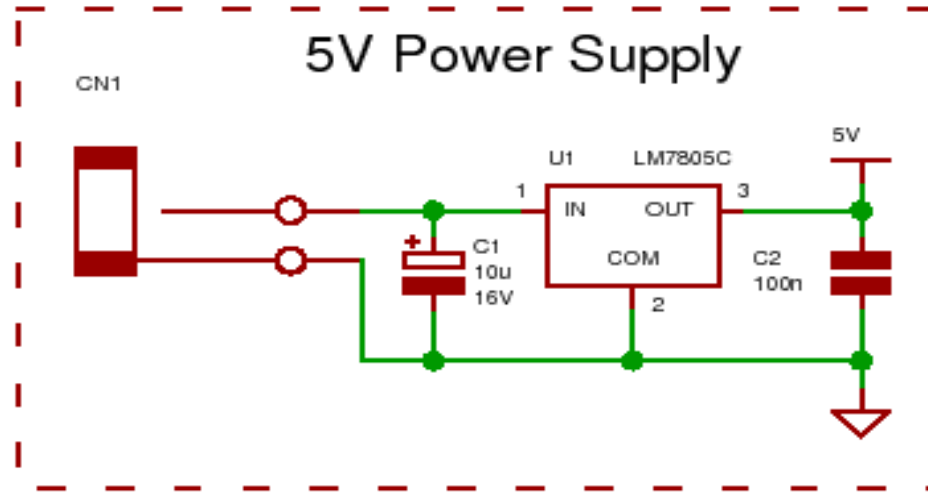 5V Power Supply
CN1
5V
U1 LM7805C
1
3
IN OUT
+
C1
10u
16V
COM
C2
100n
2